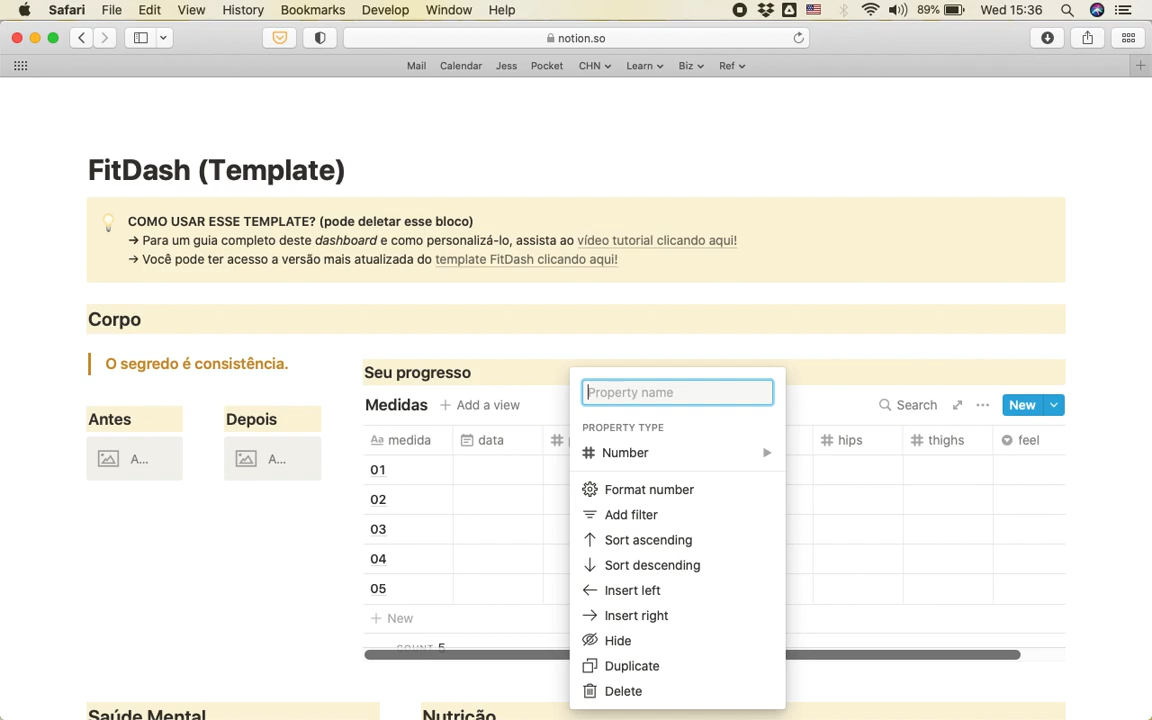 Safari File Edit View History Bookmarks Develop Window Help 89% Wed 15:36
notion.so
Mail Calendar Jess Pocket CHN Learn Biz Ref
FitDash (Template)
COMO USAR ESSE TEMPLATE? (pode deletar esse bloco)
→ Para um guia completo deste dashboard e como personalizá-lo, assista ao vídeo tutorial clicando aqui!
→ Você pode ter acesso a versão mais atualizada do template FitDash clicando aqui!
Corpo
O segredo é consistência.
Antes
A...
Depois
A...
Seu progresso
Medidas + Add a view Search ... New
Aa medida data # # hips # thighs feel
01
02
03
04
05
+ New
COUNT 5
Property name
PROPERTY TYPE
# Number
Format number
Add filter
↑ Sort ascending
↓ Sort descending
← Insert left
→ Insert right
Hide
Duplicate
Delete
Saúde Mental
Nutrição